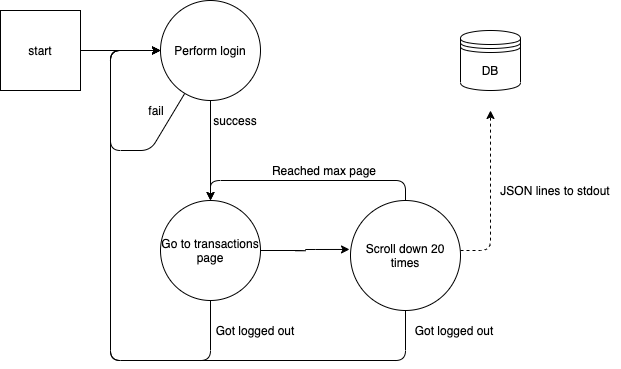 start
Perform login
DB
fail
success
Reached max page
JSON lines to stdout
Go to transactions
page
Scroll down 20
times
Got logged out
Got logged out